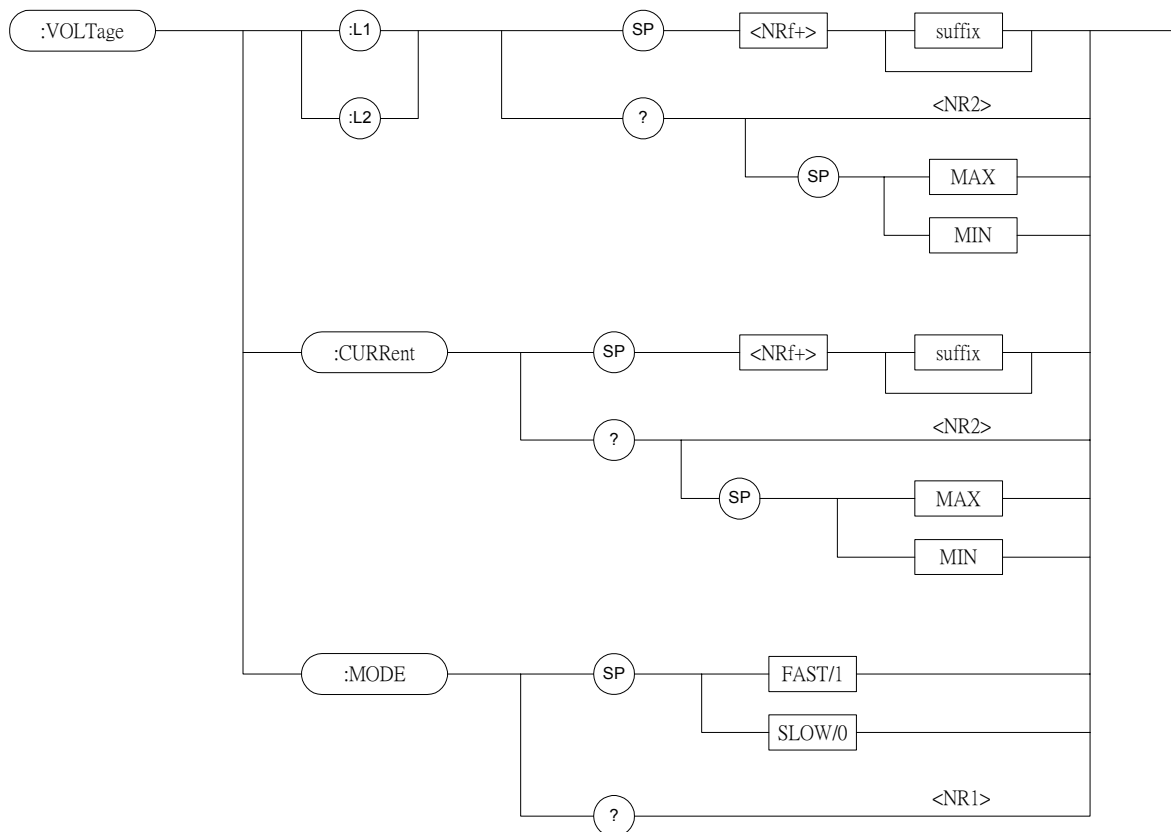 :VOLTage :L1 SP <NRf+> suffix
:L2 ? <NR2>
SP MAX
MIN
:CURRent SP <NRf+> suffix
? <NR2>
SP MAX
MIN
:MODE SP FAST/1
SLOW/0
? <NR1>